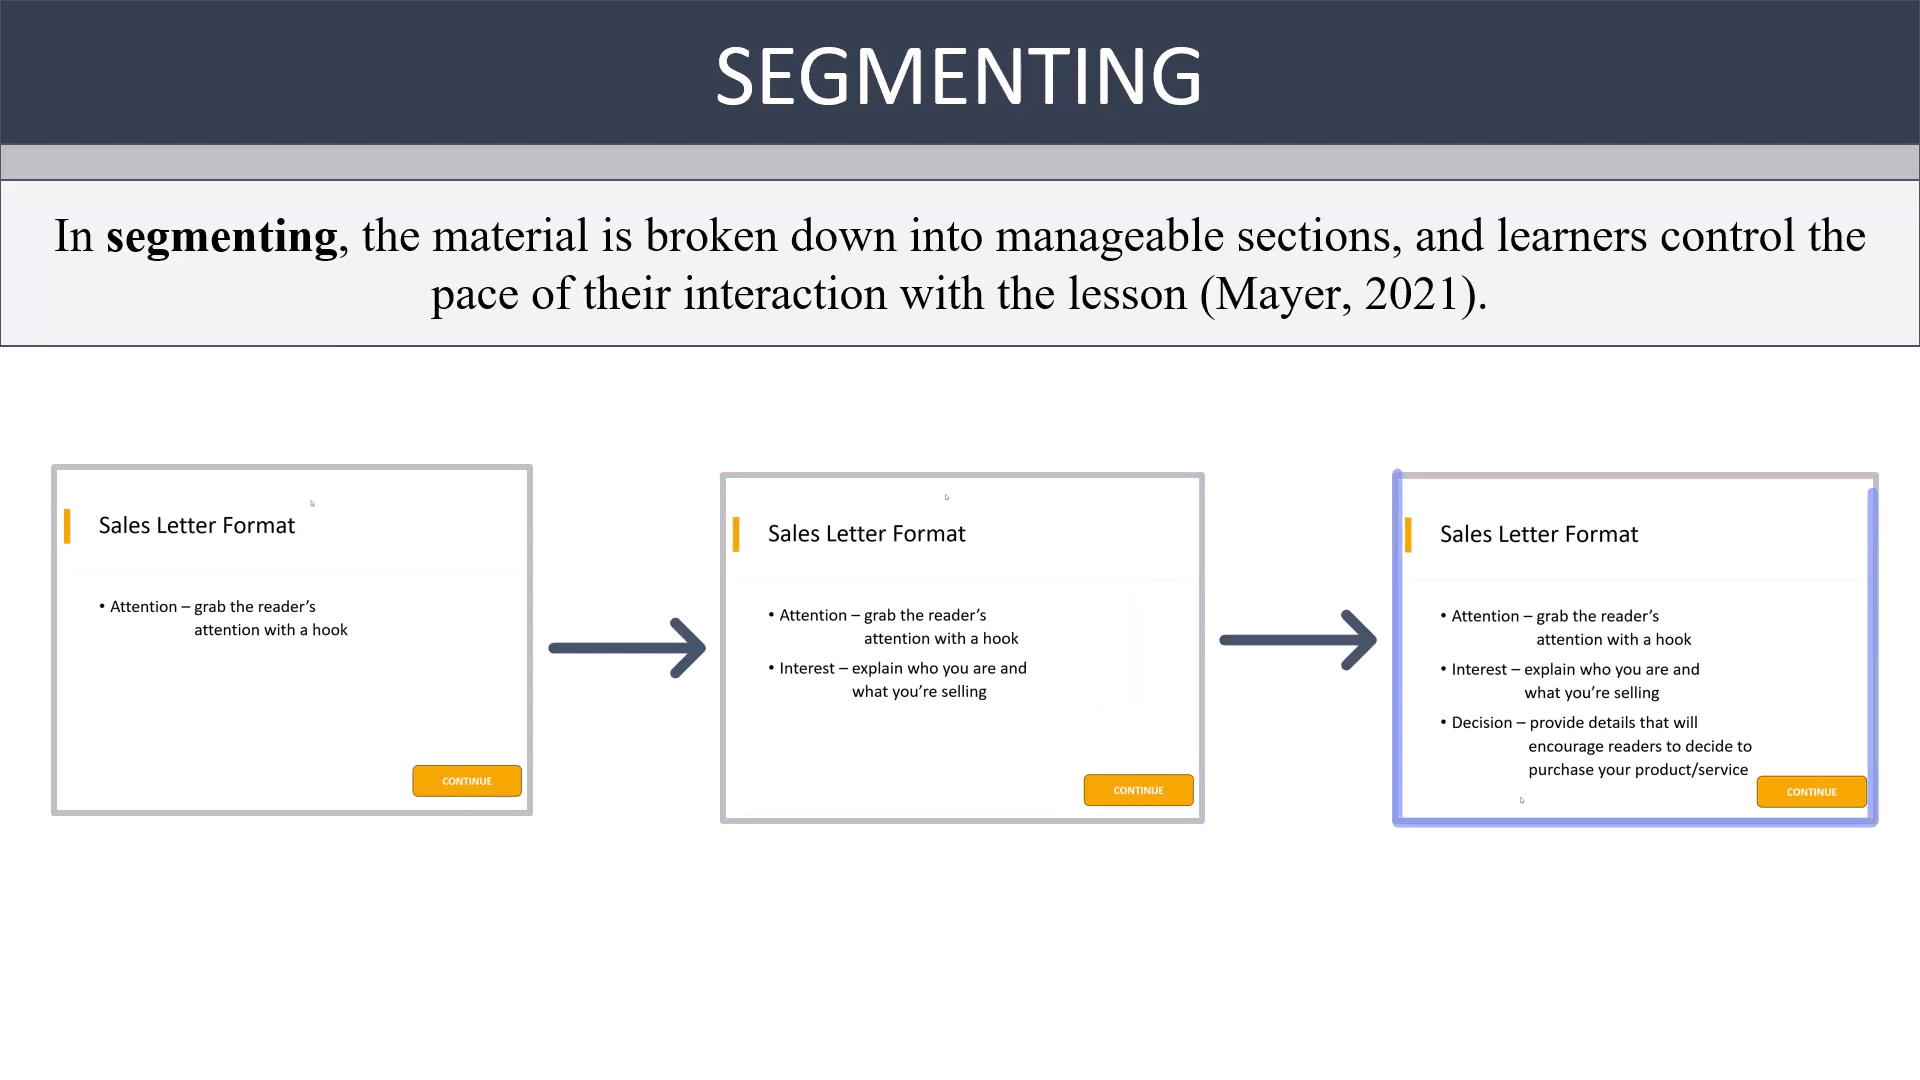 SEGMENTING
In segmenting, the material is broken down into manageable sections, and learners control the
pace of their interaction with the lesson (Mayer, 2021).
Sales Letter Format
• Attention – grab the reader’s
attention with a hook
CONTINUE
Sales Letter Format
• Attention – grab the reader’s
attention with a hook
• Interest – explain who you are and
what you’re selling
CONTINUE
Sales Letter Format
• Attention – grab the reader’s
attention with a hook
• Interest – explain who you are and
what you’re selling
• Decision – provide details that will
encourage readers to decide to
purchase your product/service
CONTINUE